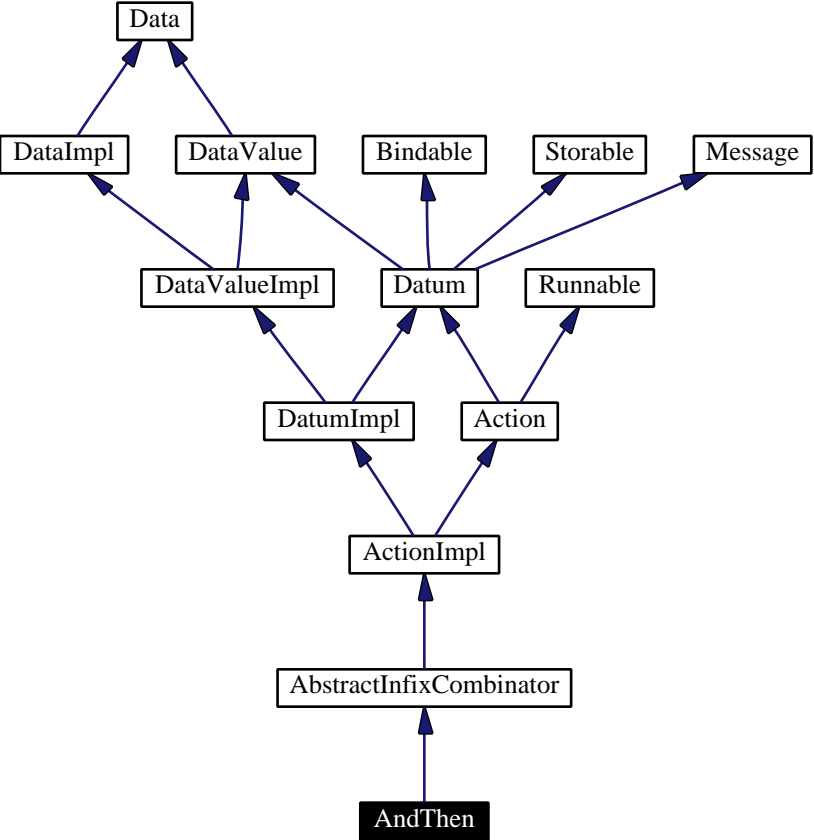 Data
DataImpl
DataValue
Bindable
Storable
Message
DataValueImpl
Datum
Runnable
DatumImpl
Action
ActionImpl
AbstractInfixCombinator
AndThen